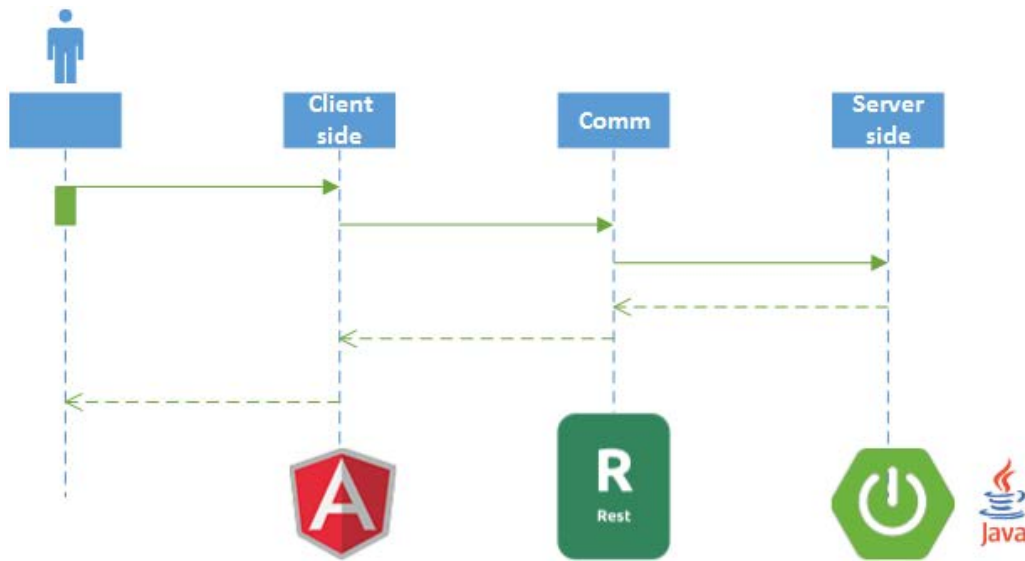 Client
side
Comm
Server
side
A
R
Rest
Java